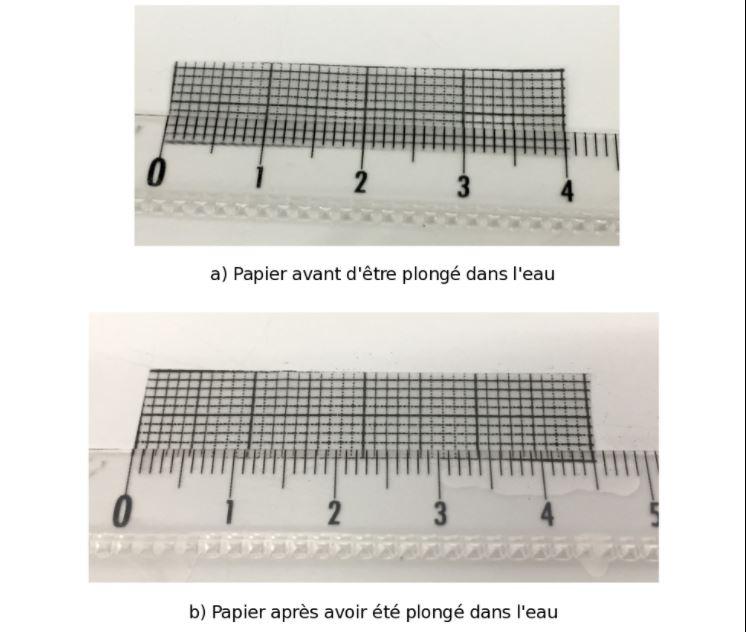 0 1 2 3 4
a) Papier avant d'être plongé dans l'eau
0 1 2 3 4 5
b) Papier après avoir été plongé dans l'eau